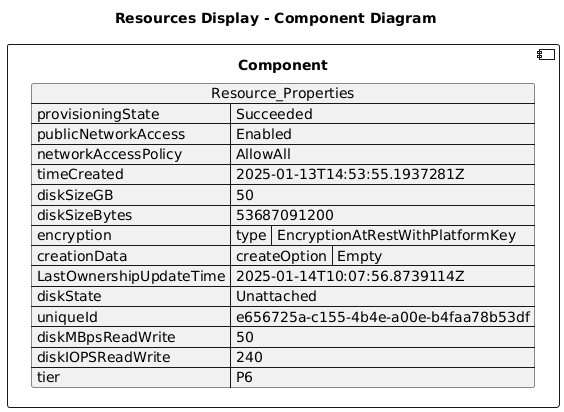 Resources Display - Component Diagram
Component
Resource_Properties
provisioningState Succeeded
publicNetworkAccess Enabled
networkAccessPolicy AllowAll
timeCreated 2025-01-13T14:53:55.1937281Z
diskSizeGB 50
diskSizeBytes 53687091200
encryption type EncryptionAtRestWithPlatformKey
creationData createOption Empty
LastOwnershipUpdateTime 2025-01-14T10:07:56.8739114Z
diskState Unattached
uniqueId e656725a-c155-4b4e-a00e-b4faa78b53df
diskMBpsReadWrite 50
diskIOPSReadWrite 240
tier P6